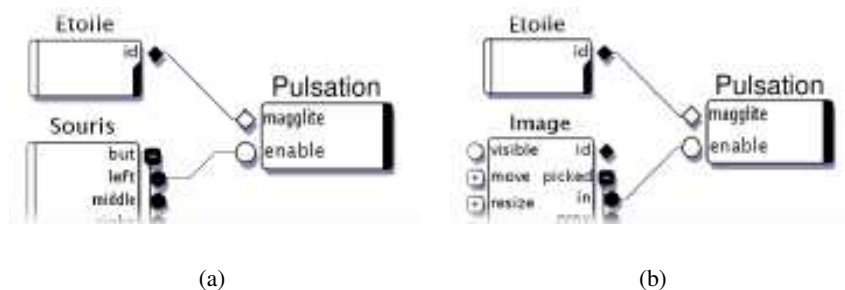 Etoile
id
Pulsation
magglite
enable
Souris
but
left
middle
(a)
Etoile
id
Pulsation
magglite
enable
Image
visible id
move picked
resize in
(b)